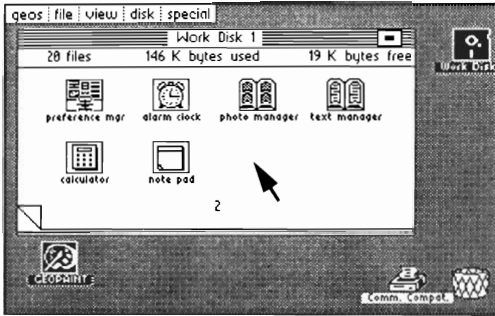 geos file view disk special
Work Disk 1
20 files 146 K bytes used 19 K bytes free
Work Disk
preference mgr alarm clock photo manager text manager
calculator note pad
2
GEOPAINT
Comm. Compat.